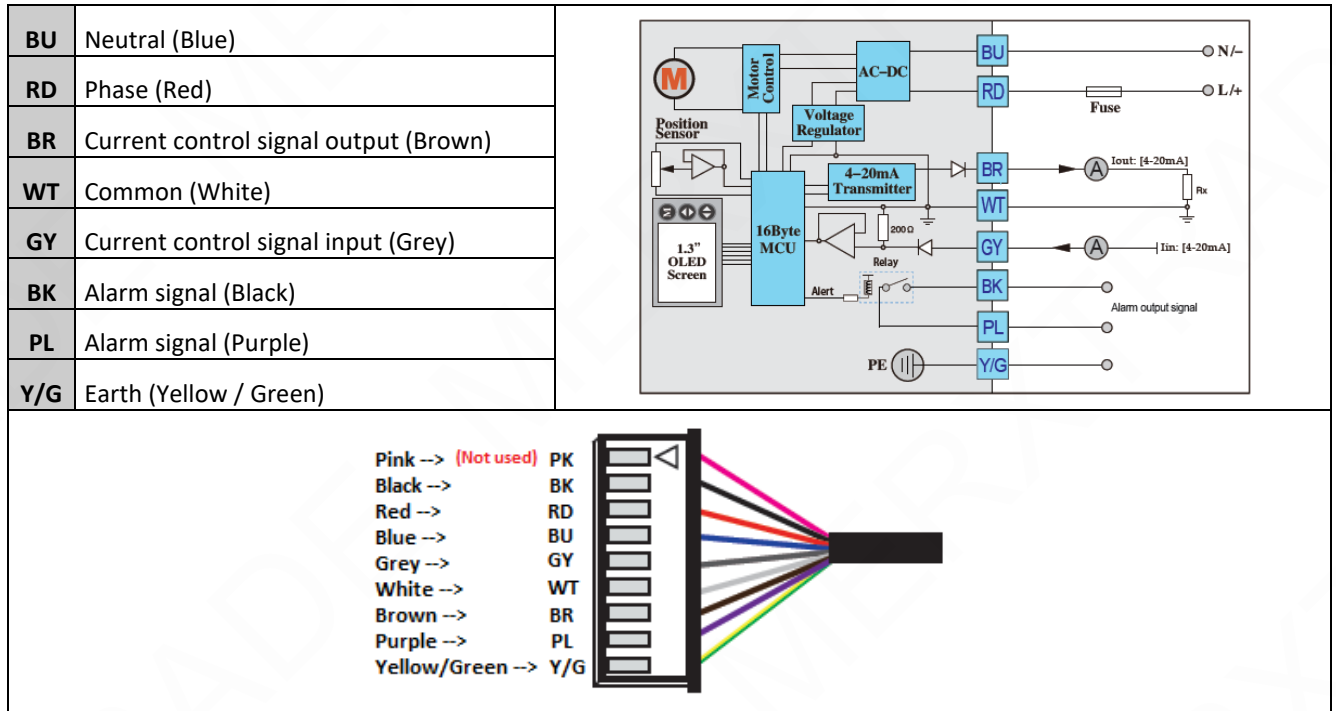 BU Neutral (Blue)
RD Phase (Red)
BR Current control signal output (Brown)
WT Common (White)
GY Current control signal input (Grey)
BK Alarm signal (Black)
PL Alarm signal (Purple)
Y/G Earth (Yellow / Green)
M
Motor Control
AC–DC
BU
N/–
RD
Fuse
L/+
Voltage
Regulator
Position
Sensor
4–20mA
Transmitter
BR
A
Iout: [4-20mA]
Rx
WT
M
1.3"
OLED
Screen
16Byte
MCU
200Ω
GY
A
Iin: [4-20mA]
Relay
Alert
BK
Alarm output signal
PL
PE
Y/G
Pink --> (Not used) PK
Black --> BK
Red --> RD
Blue --> BU
Grey --> GY
White --> WT
Brown --> BR
Purple --> PL
Yellow/Green --> Y/G